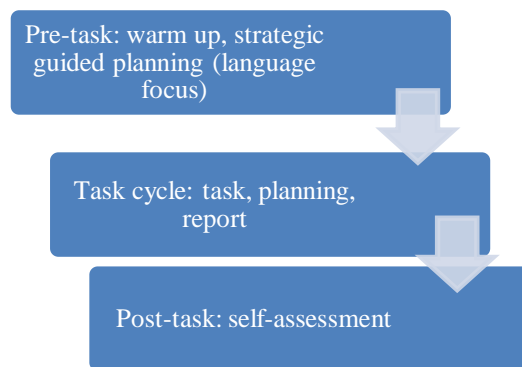 Pre-task: warm up, strategic
guided planning (language
focus)
Task cycle: task, planning,
report
Post-task: self-assessment